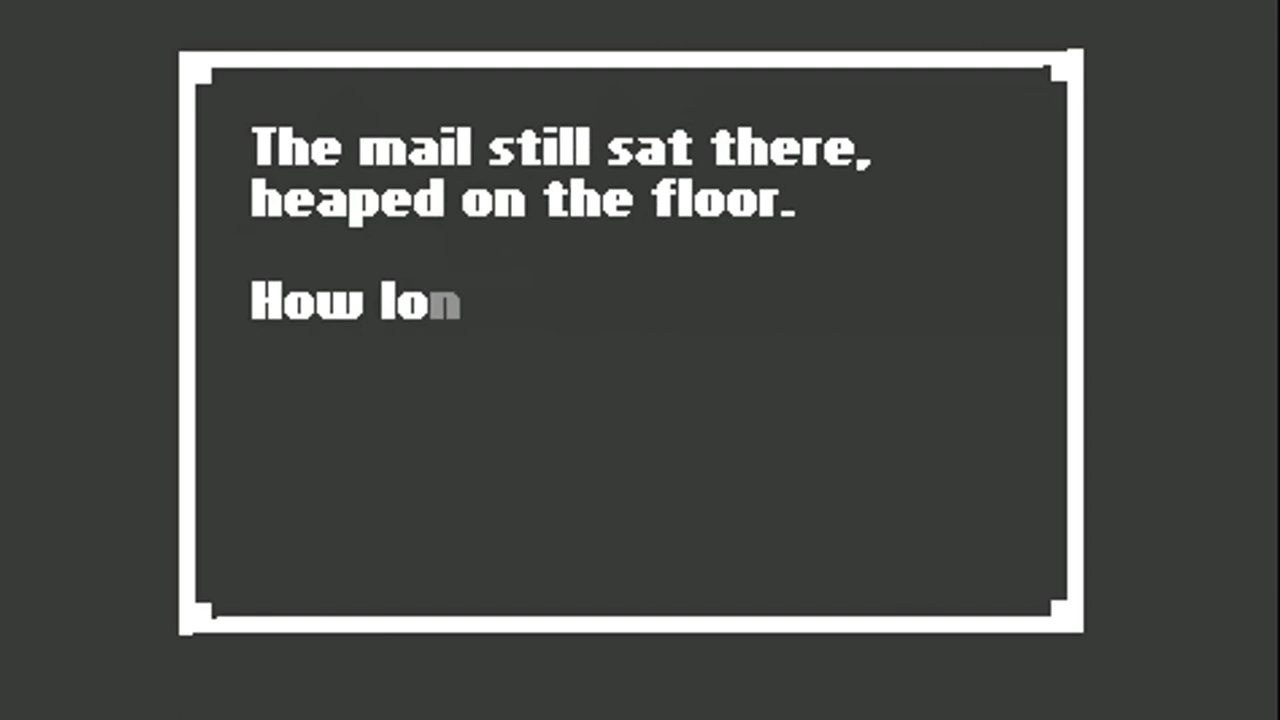 The mail still sat there,
heaped on the floor.
How lon